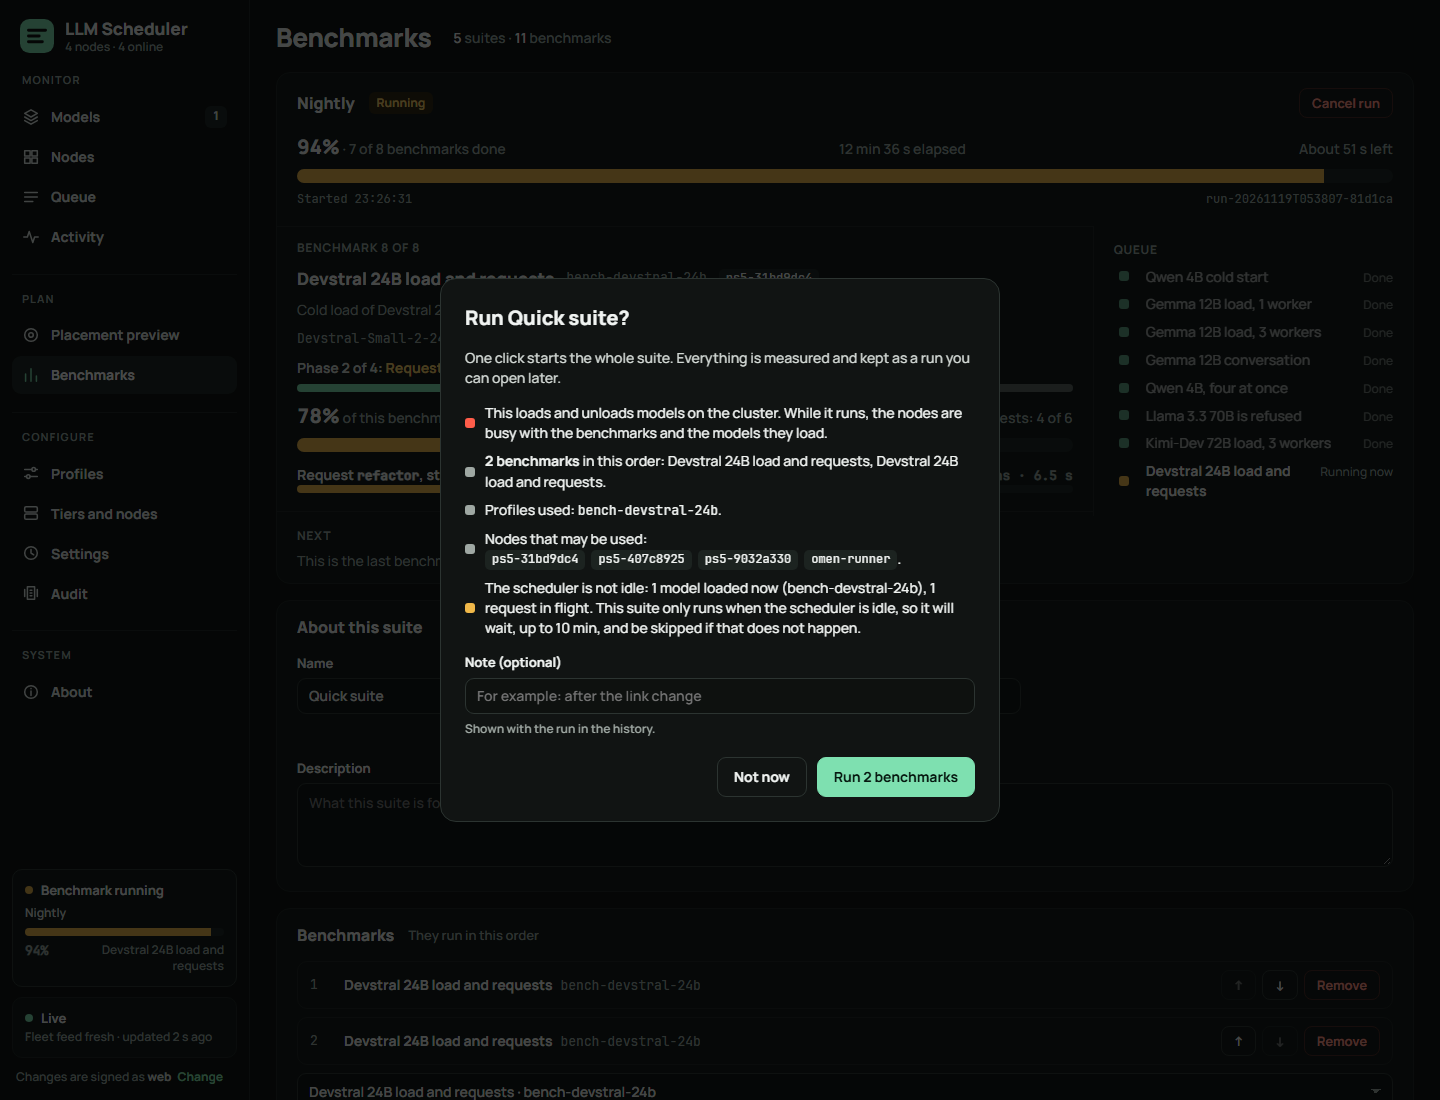 LLM Scheduler
4 nodes · 4 online
MONITOR
Models 1
Nodes
Queue
Activity
PLAN
Placement preview
Benchmarks
CONFIGURE
Profiles
Tiers and nodes
Settings
Audit
SYSTEM
About
Benchmark running
Nightly
94% Devstral 24B load and
requests
Live
Fleet feed fresh · updated 2 s ago
Changes are signed as web Change
Benchmarks 5 suites · 11 benchmarks
Nightly Running Cancel run
94% · 7 of 8 benchmarks done 12 min 36 s elapsed About 51 s left
Started 23:26:31 run-20261119T053807-81d1ca
BENCHMARK 8 OF 8
Devstral 24B load and requests bench-devstral-24b ps5-31bd9dc4
Cold load of Devstral 2
Devstral-Small-2-24
Phase 2 of 4: Request
78% of this benchm ests: 4 of 6
Request refactor, st · 6.5 s
NEXT
This is the last bench
QUEUE
Qwen 4B cold start Done
Gemma 12B load, 1 worker Done
Gemma 12B load, 3 workers Done
Gemma 12B conversation Done
Qwen 4B, four at once Done
Llama 3.3 70B is refused Done
Kimi-Dev 72B load, 3 workers Done
Devstral 24B load and Running now
requests
Run Quick suite?
One click starts the whole suite. Everything is measured and kept as a run you
can open later.
This loads and unloads models on the cluster. While it runs, the nodes are
busy with the benchmarks and the models they load.
2 benchmarks in this order: Devstral 24B load and requests, Devstral 24B
load and requests.
Profiles used: bench-devstral-24b.
Nodes that may be used:
ps5-31bd9dc4 ps5-407c8925 ps5-9032a330 omen-runner .
The scheduler is not idle: 1 model loaded now (bench-devstral-24b), 1
request in flight. This suite only runs when the scheduler is idle, so it will
wait, up to 10 min, and be skipped if that does not happen.
Note (optional)
For example: after the link change
Shown with the run in the history.
Not now Run 2 benchmarks
About this suite
Name
Quick suite
Description
What this suite is fo
Benchmarks They run in this order
1 Devstral 24B load and requests bench-devstral-24b ↑ ↓ Remove
2 Devstral 24B load and requests bench-devstral-24b ↑ ↓ Remove
Devstral 24B load and requests · bench-devstral-24b